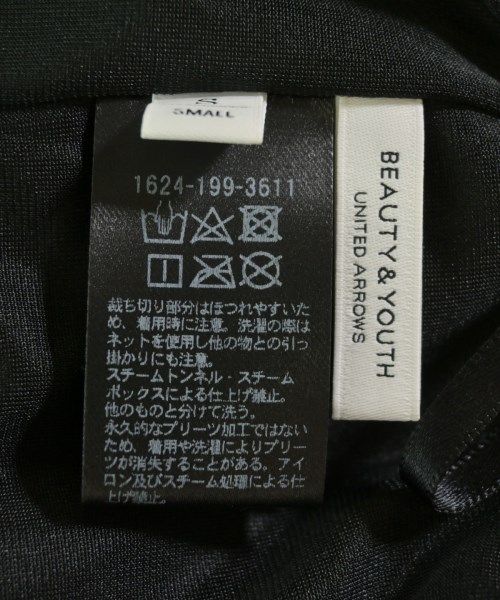 SMALL
1624-199-3611
裁ち切り部分はほつれやすいた
め、着用時に注意。洗濯の際は
ネットを使用し他の物との引っ
掛かりにも注意。
スチームトンネル・スチーム
ボックスによる仕上げ禁止。
他のものと分けて洗う。
永久的なプリーツ加工ではない
ため、着用や洗濯によりプリー
ツが消失することがある。アイ
ロン及びスチーム処理による仕
上げ禁止。
BEAUTY & YOUTH
UNITED ARROWS